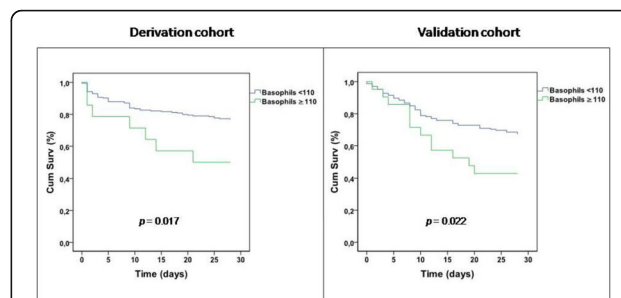 Derivation cohort
Validation cohort
Basophils <110
Basophils ≥ 110
1,0
0,8
0,6
0,4
0,2
0,0
Cum Surv (%)
p = 0.017
0 5 10 15 20 25 30
Time (days)
Basophils <110
Basophils ≥ 110
1,0
0,8
0,6
0,4
0,2
0,0
Cum Surv (%)
p = 0.022
0 5 10 15 20 25 30
Time (days)